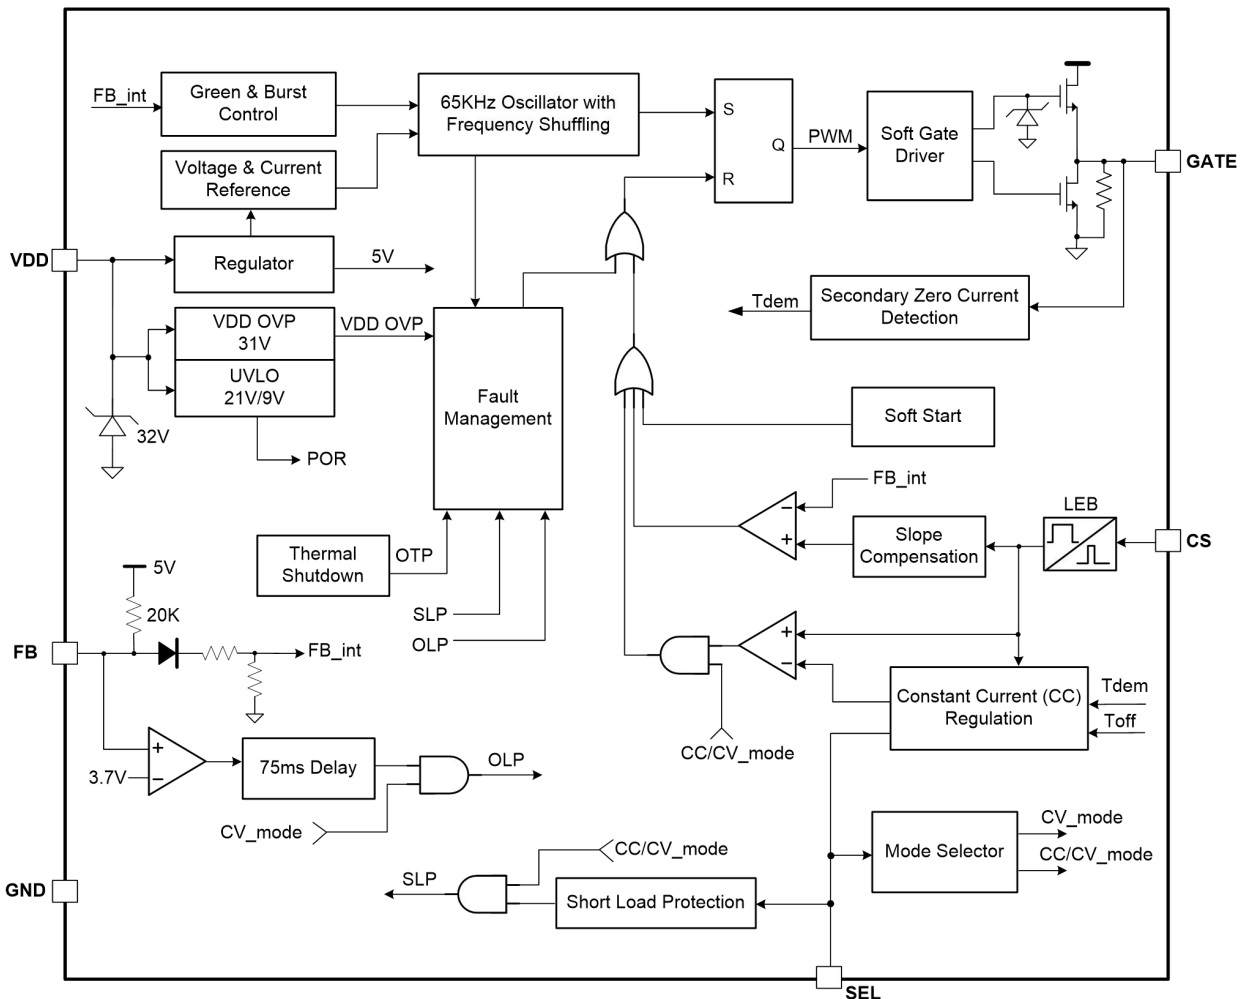 FB_int
Green & Burst
Control
65KHz Oscillator with
Frequency Shuffling
S
Q
R
PWM
Soft Gate
Driver
GATE
Voltage & Current
Reference
VDD
Regulator
5V
Tdem
Secondary Zero Current
Detection
VDD OVP
31V
VDD OVP
UVLO
21V/9V
32V
POR
Fault
Management
Soft Start
FB_int
LEB
CS
Slope
Compensation
Thermal
Shutdown
OTP
SLP
OLP
5V
20K
FB
FB_int
+
−
+
−
Constant Current (CC)
Regulation
Tdem
Toff
CC/CV_mode
+
3.7V
−
75ms Delay
OLP
CV_mode
Mode Selector
CV_mode
CC/CV_mode
CC/CV_mode
SLP
Short Load Protection
GND
SEL